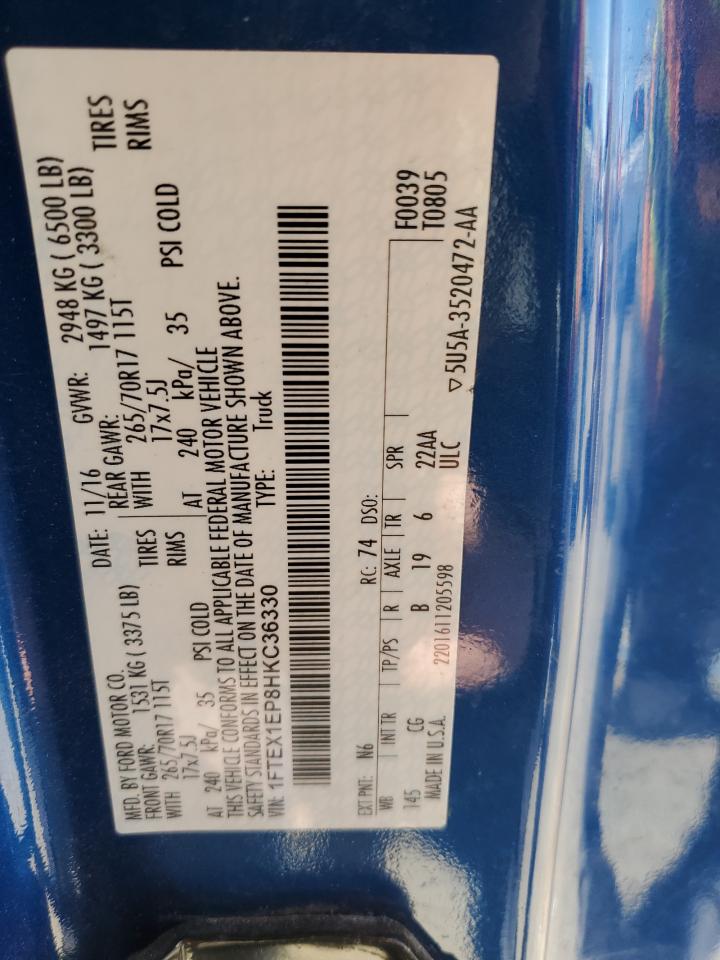 MFD. BY FORD MOTOR CO. DATE: 11/16 GVWR: 2948 KG ( 6500 LB)
FRONT GAWR: 1531 KG ( 3375 LB) REAR GAWR: 1497 KG ( 3300 LB)
WITH 265/70R17 115T TIRES WITH 265/70R17 115T TIRES
17x7.5J RIMS 17x7.5J RIMS
AT 240 kPa/ 35 PSI COLD AT 240 kPa/ 35 PSI COLD
THIS VEHICLE CONFORMS TO ALL APPLICABLE FEDERAL MOTOR VEHICLE
SAFETY STANDARDS IN EFFECT ON THE DATE OF MANUFACTURE SHOWN ABOVE.
VIN: 1FTEX1EP8HKC36330 TYPE: Truck
EXT PNT: N6 RC: 74 DSO: F0039
T0805
WB INT TR TP/PS R AXLE TR SPR
145 CG B 19 6 22AA
MADE IN U.S.A. 2201611205598 ULC ▽5U5A-3520472-AA